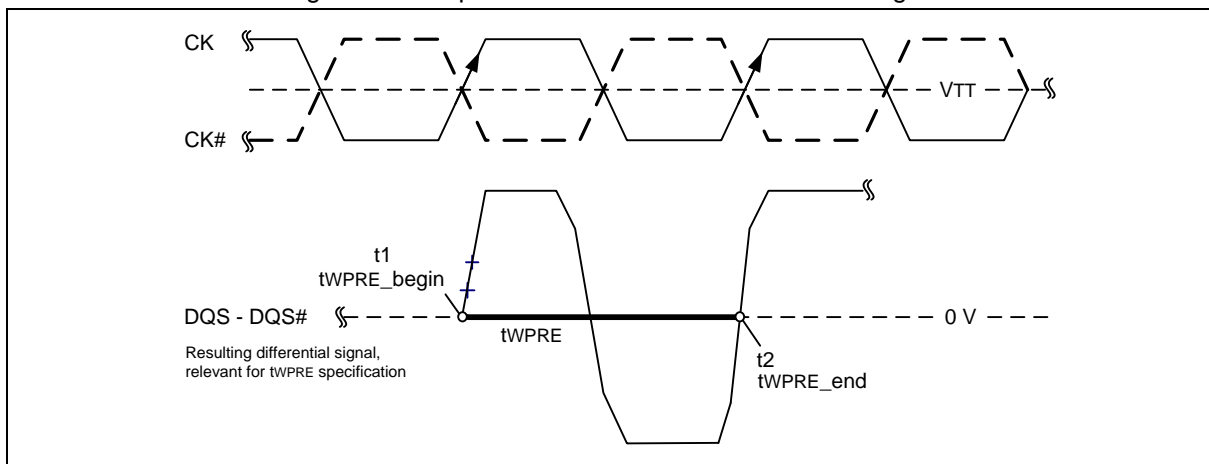 CK
VTT
CK#
t1
tWPRE_begin
DQS - DQS#
tWPRE
0 V
Resulting differential signal,
relevant for tWPRE specification
t2
tWPRE_end